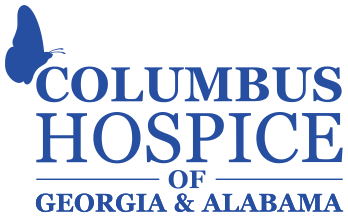 COLUMBUS
HOSPICE
OF
GEORGIA & ALABAMA